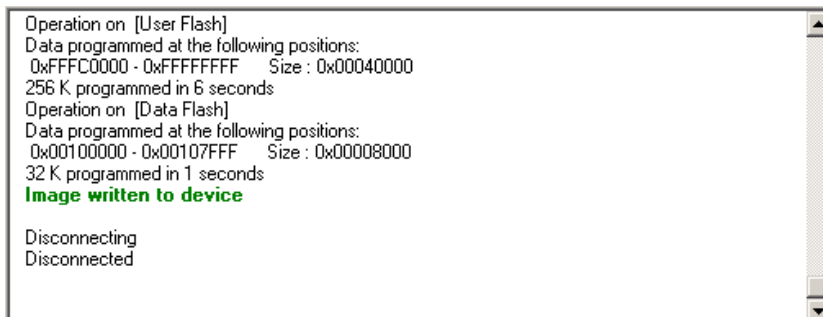 Operation on  [User Flash]
Data programmed at the following positions:
 0xFFFC0000 - 0xFFFFFFFF     Size : 0x00040000
256 K programmed in 6 seconds
Operation on  [Data Flash]
Data programmed at the following positions:
 0x00100000 - 0x00107FFF     Size : 0x00008000
32 K programmed in 1 seconds
Image written to device
Disconnecting
Disconnected